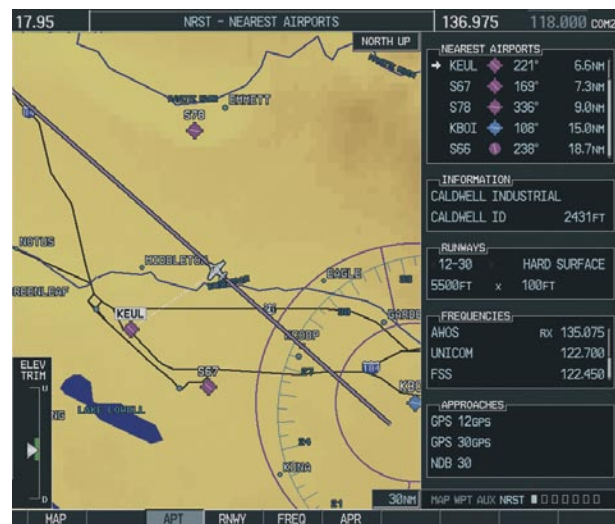 17.95 NRST - NEAREST AIRPORTS 136.975 118.000 COM2
NORTH UP
EMMETT
S78
NOTUS
MIDDLETON
EAGLE
GREENLEAF
KEUL
S67
LAKE LOWELL
KUNA
ELEV
TRIM
U
D
30NM
NEAREST AIRPORTS
KEUL 221° 6.6NM
S67 169° 7.3NM
S78 336° 9.0NM
KBOI 108° 15.0NM
S66 238° 18.7NM
INFORMATION
CALDWELL INDUSTRIAL
CALDWELL ID 2431FT
RUNWAYS
12-30 HARD SURFACE
5500FT x 100FT
FREQUENCIES
AWOS RX 135.075
UNICOM 122.700
FSS 122.450
APPROACHES
GPS 12GPS
GPS 30GPS
NDB 30
MAP WPT AUX NRST
MAP APT RNWY FREQ APR